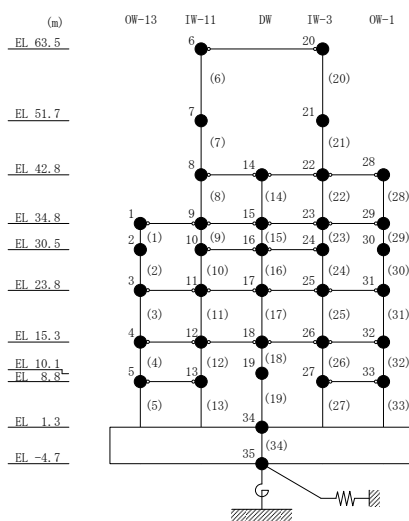 (m) OW-13 IW-11 DW IW-3 OW-1
EL 63.5 6 20
(6) (20)
EL 51.7 7 21
(7) (21)
EL 42.8 8 14 22 28
(8) (14) (22) (28)
EL 34.8 1 9 15 23 29
(1) (9) (15) (23) (29)
EL 30.5 2 10 16 24 30
(2) (10) (16) (24) (30)
EL 23.8 3 11 17 25 31
(3) (11) (17) (25) (31)
EL 15.3 4 12 18 26 32
(4) (12) (18) (26) (32)
EL 10.1 19
EL 8.8 5 13 27 33
(5) (13) (19) (27) (33)
EL 1.3 34
(34)
EL -4.7 35